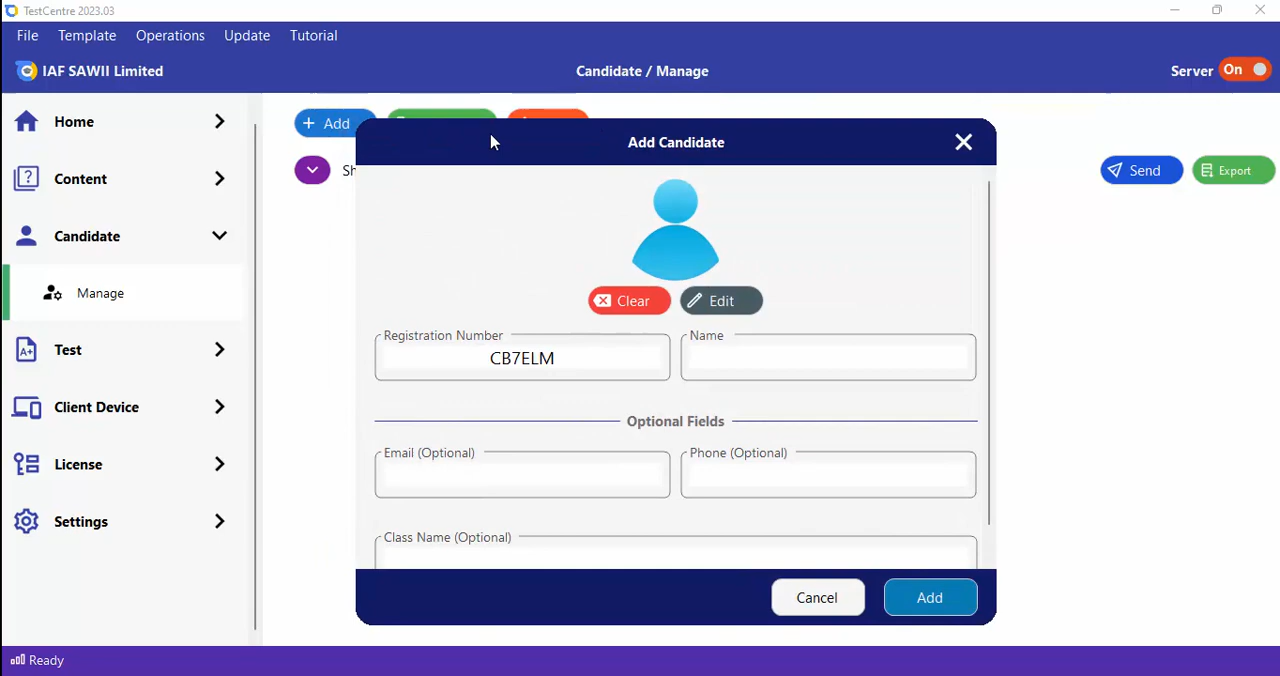 TestCentre 2023.03
File Template Operations Update Tutorial
IAF SAWII Limited
Candidate / Manage
Server On
Home
Content
Candidate
Manage
Test
Client Device
License
Settings
+ Add
Send
Export
Add Candidate
Clear
Edit
Registration Number
CB7ELM
Name
Optional Fields
Email (Optional)
Phone (Optional)
Class Name (Optional)
Cancel
Add
Ready